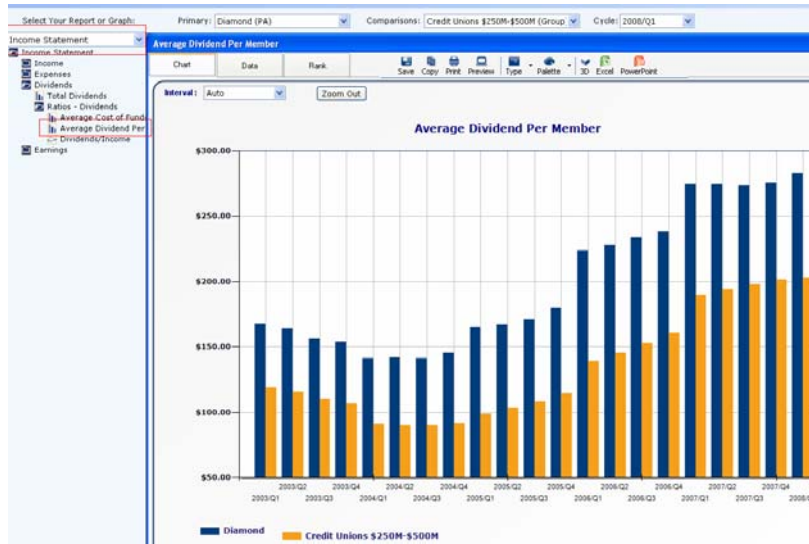 Select Your Report or Graph:
Primary: Diamond (PA)
Comparisons: Credit Unions $250M-$500M (Group
Cycle: 2008/Q1
Income Statement
Income Statement
Income
Expenses
Dividends
Total Dividends
Ratios - Dividends
Average Cost of Fund
Average Dividend Per
Dividends/Income
Earnings
Average Dividend Per Member
Chart
Data
Rank
Save Copy Print Preview Type Palette 3D Excel PowerPoint
Interval: Auto
Zoom Out
Average Dividend Per Member
$300.00
$250.00
$200.00
$150.00
$100.00
$50.00
2003/Q2 2003/Q4 2004/Q2 2004/Q4 2005/Q2 2005/Q4 2006/Q2 2006/Q4 2007/Q2 2007/Q4
2003/Q1 2003/Q3 2004/Q1 2004/Q3 2005/Q1 2005/Q3 2006/Q1 2006/Q3 2007/Q1 2007/Q3 2008/
Diamond
Credit Unions $250M-$500M